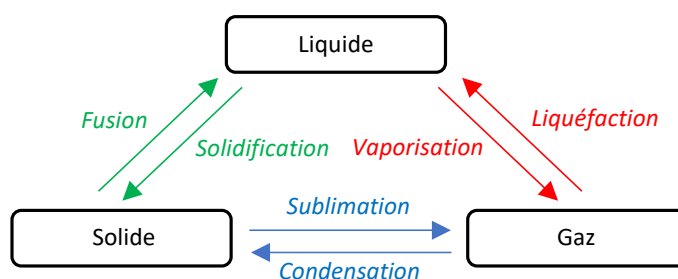 Liquide
Fusion
Liquéfaction
Solidification
Vaporisation
Sublimation
Solide
Gaz
Condensation